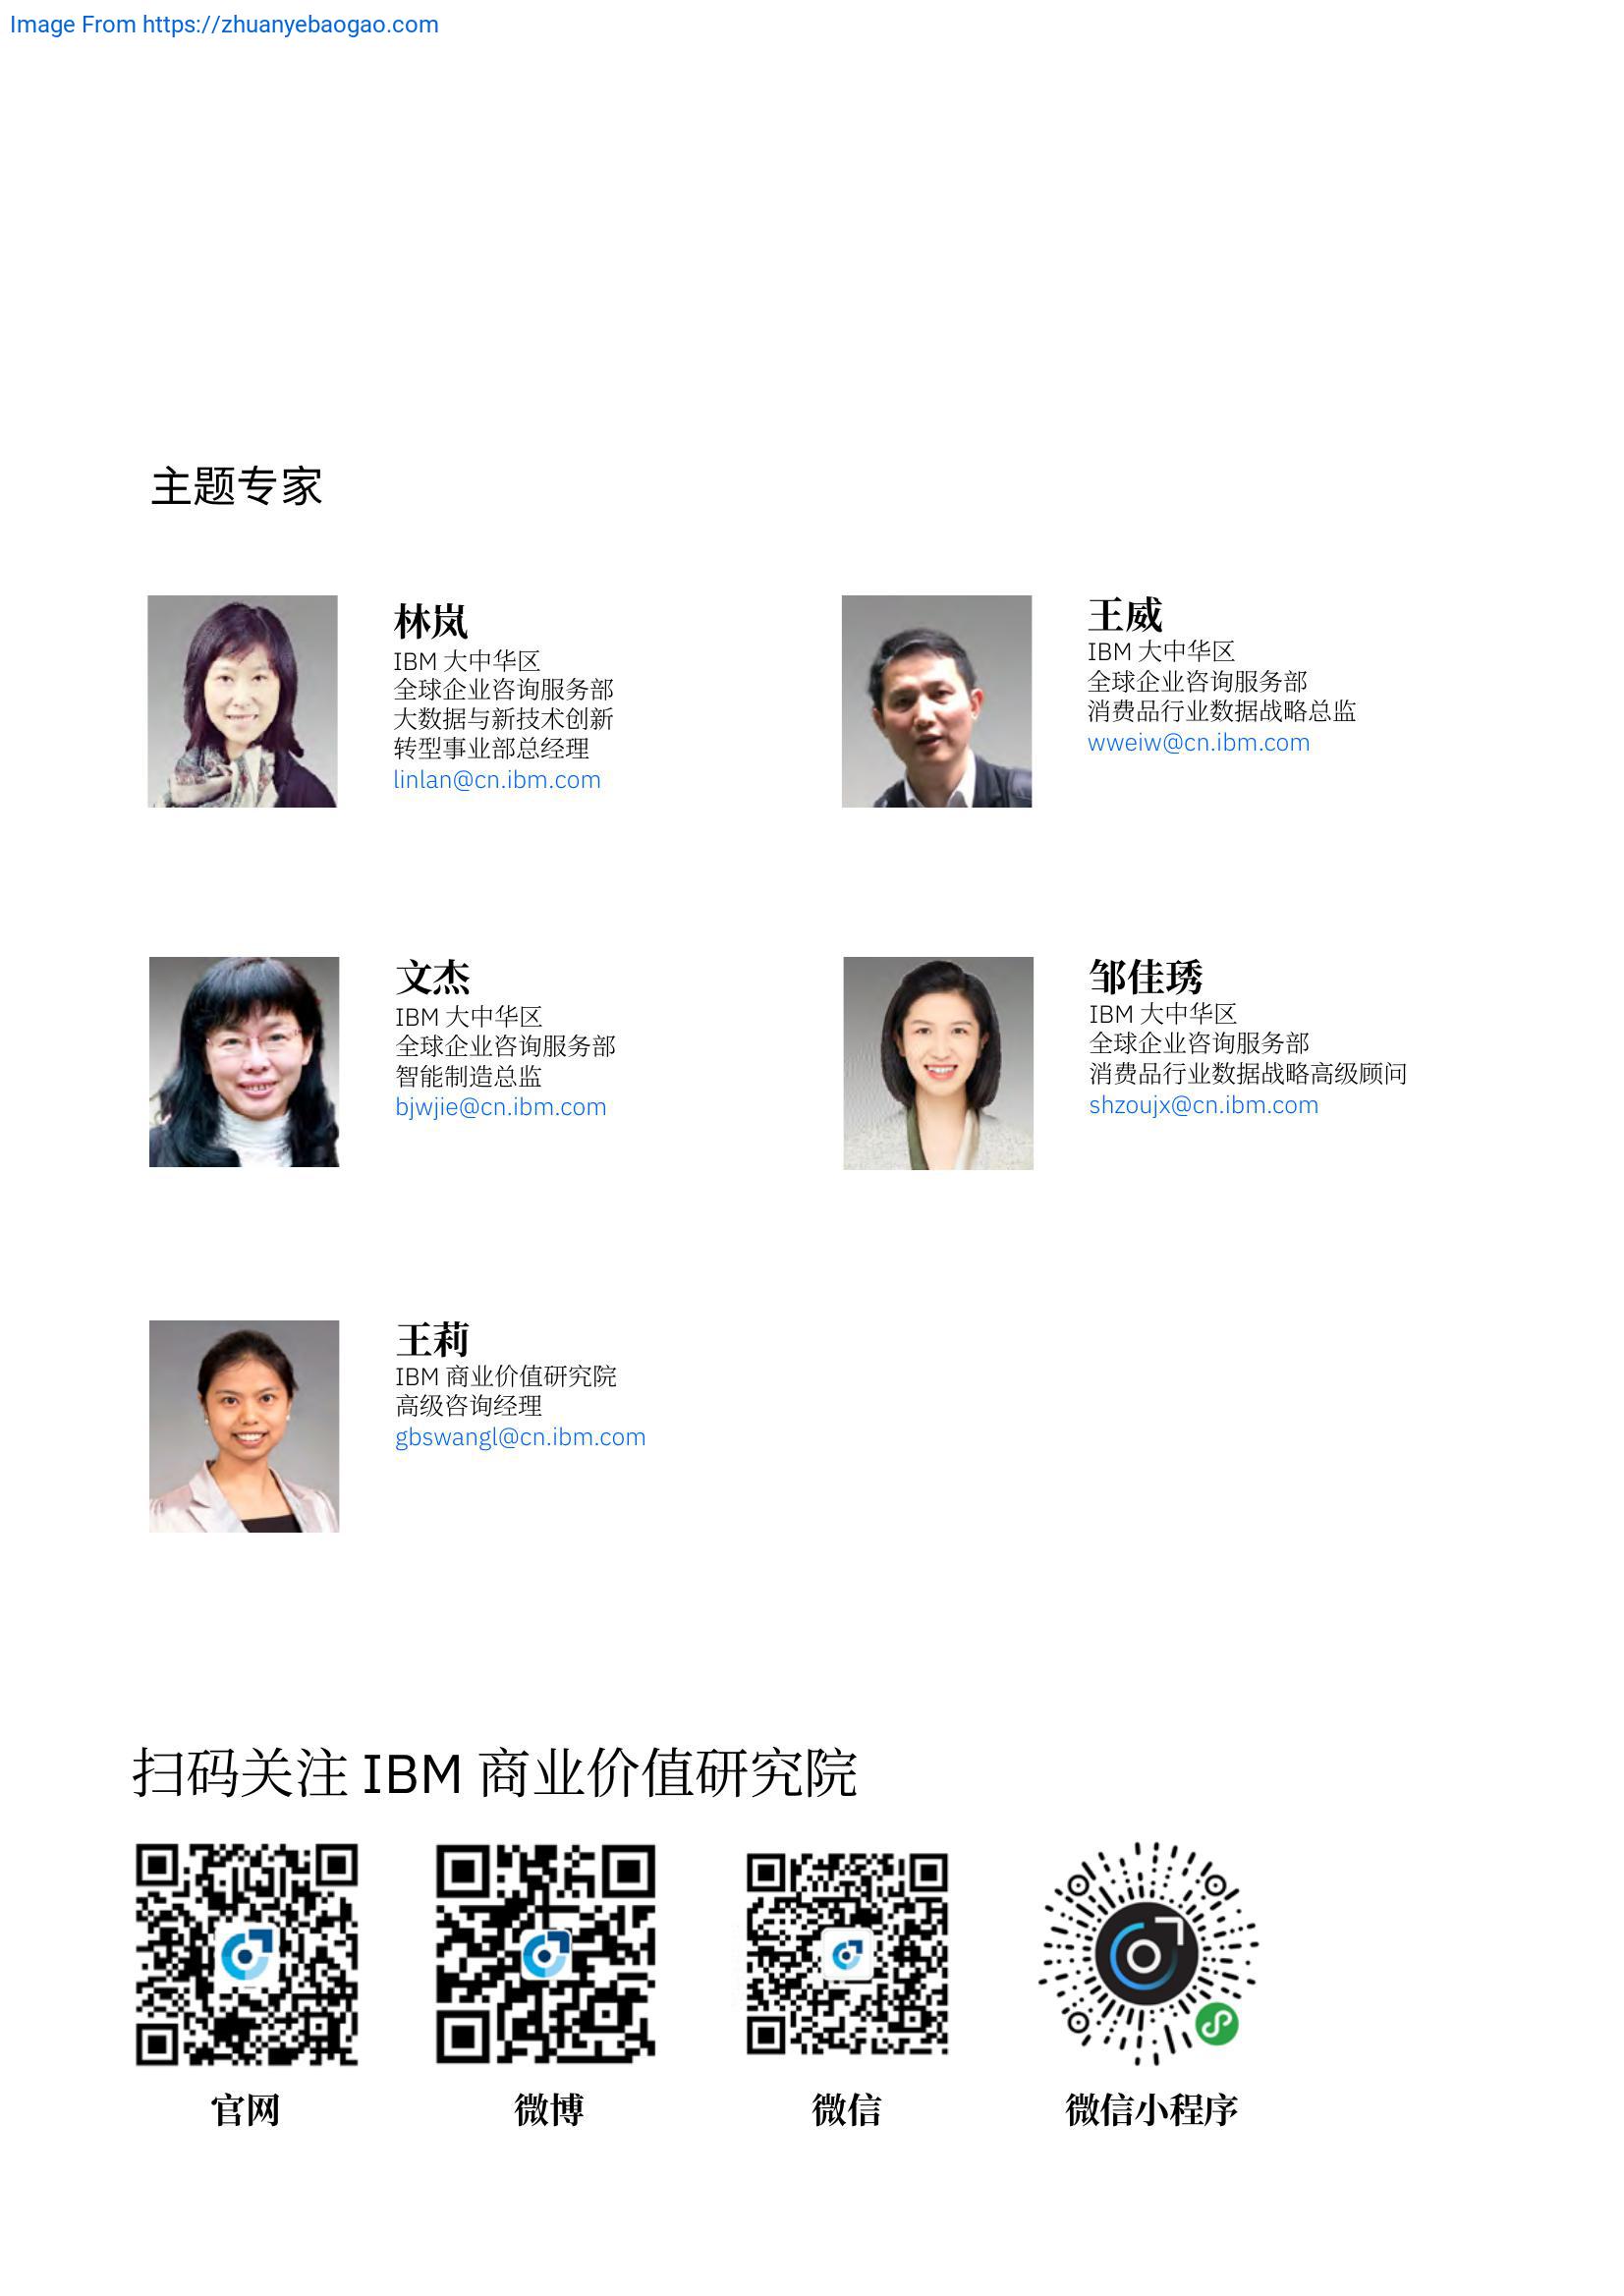 Image From https://zhuanyebaogao.com
主题专家
林岚
IBM 大中华区
全球企业咨询服务部
大数据与新技术创新
转型事业部总经理
linlan@cn.ibm.com
王威
IBM 大中华区
全球企业咨询服务部
消费品行业数据战略总监
wweiw@cn.ibm.com
文杰
IBM 大中华区
全球企业咨询服务部
智能制造总监
bjwjie@cn.ibm.com
邹佳琇
IBM 大中华区
全球企业咨询服务部
消费品行业数据战略高级顾问
shzoujx@cn.ibm.com
王莉
IBM 商业价值研究院
高级咨询经理
gbswangl@cn.ibm.com
扫码关注 IBM 商业价值研究院
官网
微博
微信
微信小程序